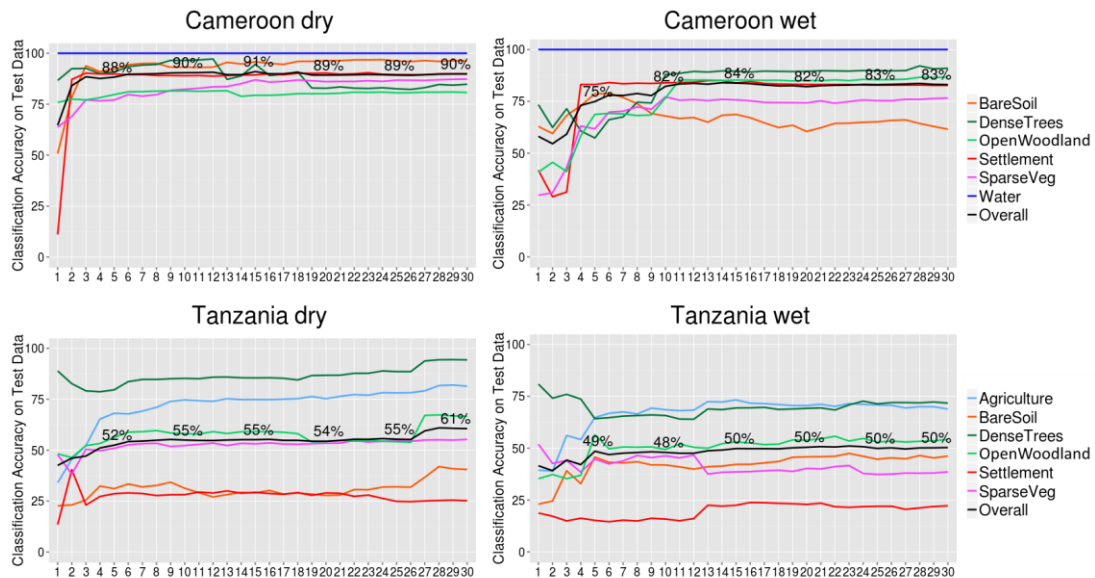 Cameroon dry
Classification Accuracy on Test Data
100
75
50
25
0
88%
90%
91%
89%
89%
90%
1 2 3 4 5 6 7 8 9 10 11 12 13 14 15 16 17 18 19 20 21 22 23 24 25 26 27 28 29 30
Cameroon wet
Classification Accuracy on Test Data
100
75
50
25
0
75%
82%
84%
82%
83%
83%
1 2 3 4 5 6 7 8 9 10 11 12 13 14 15 16 17 18 19 20 21 22 23 24 25 26 27 28 29 30
BareSoil
DenseTrees
OpenWoodland
Settlement
SparseVeg
Water
Overall
Tanzania dry
Classification Accuracy on Test Data
100
75
50
25
0
52%
55%
55%
54%
55%
61%
1 2 3 4 5 6 7 8 9 10 11 12 13 14 15 16 17 18 19 20 21 22 23 24 25 26 27 28 29 30
Tanzania wet
Classification Accuracy on Test Data
100
75
50
25
0
49%
48%
50%
50%
50%
50%
1 2 3 4 5 6 7 8 9 10 11 12 13 14 15 16 17 18 19 20 21 22 23 24 25 26 27 28 29 30
Agriculture
BareSoil
DenseTrees
OpenWoodland
Settlement
SparseVeg
Overall